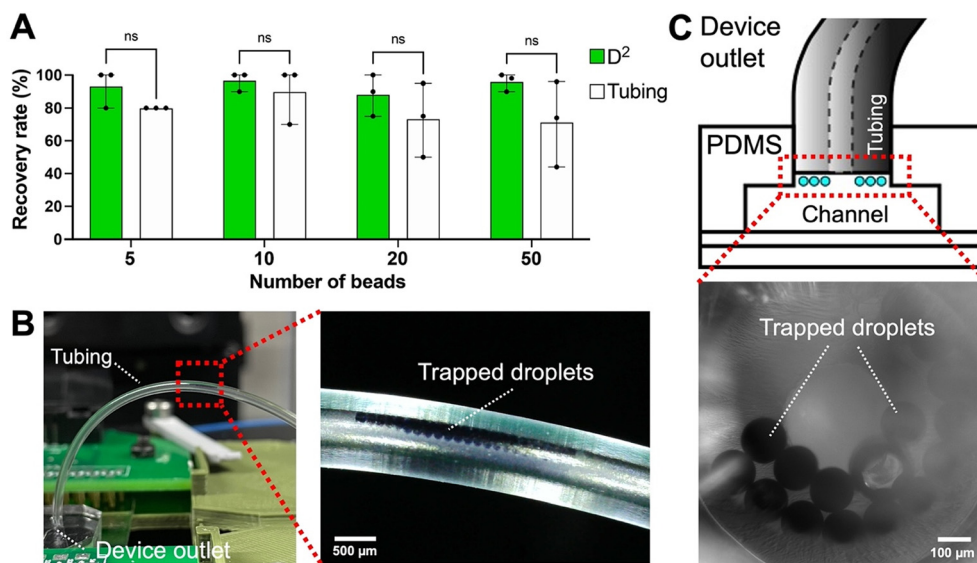 A
ns
ns
ns
ns
D²
Tubing
Recovery rate (%)
100
80
60
40
20
0
5
10
20
50
Number of beads
B
Tubing
Device outlet
Trapped droplets
500 µm
C
Device
outlet
Tubing
PDMS
Channel
Trapped droplets
100 µm